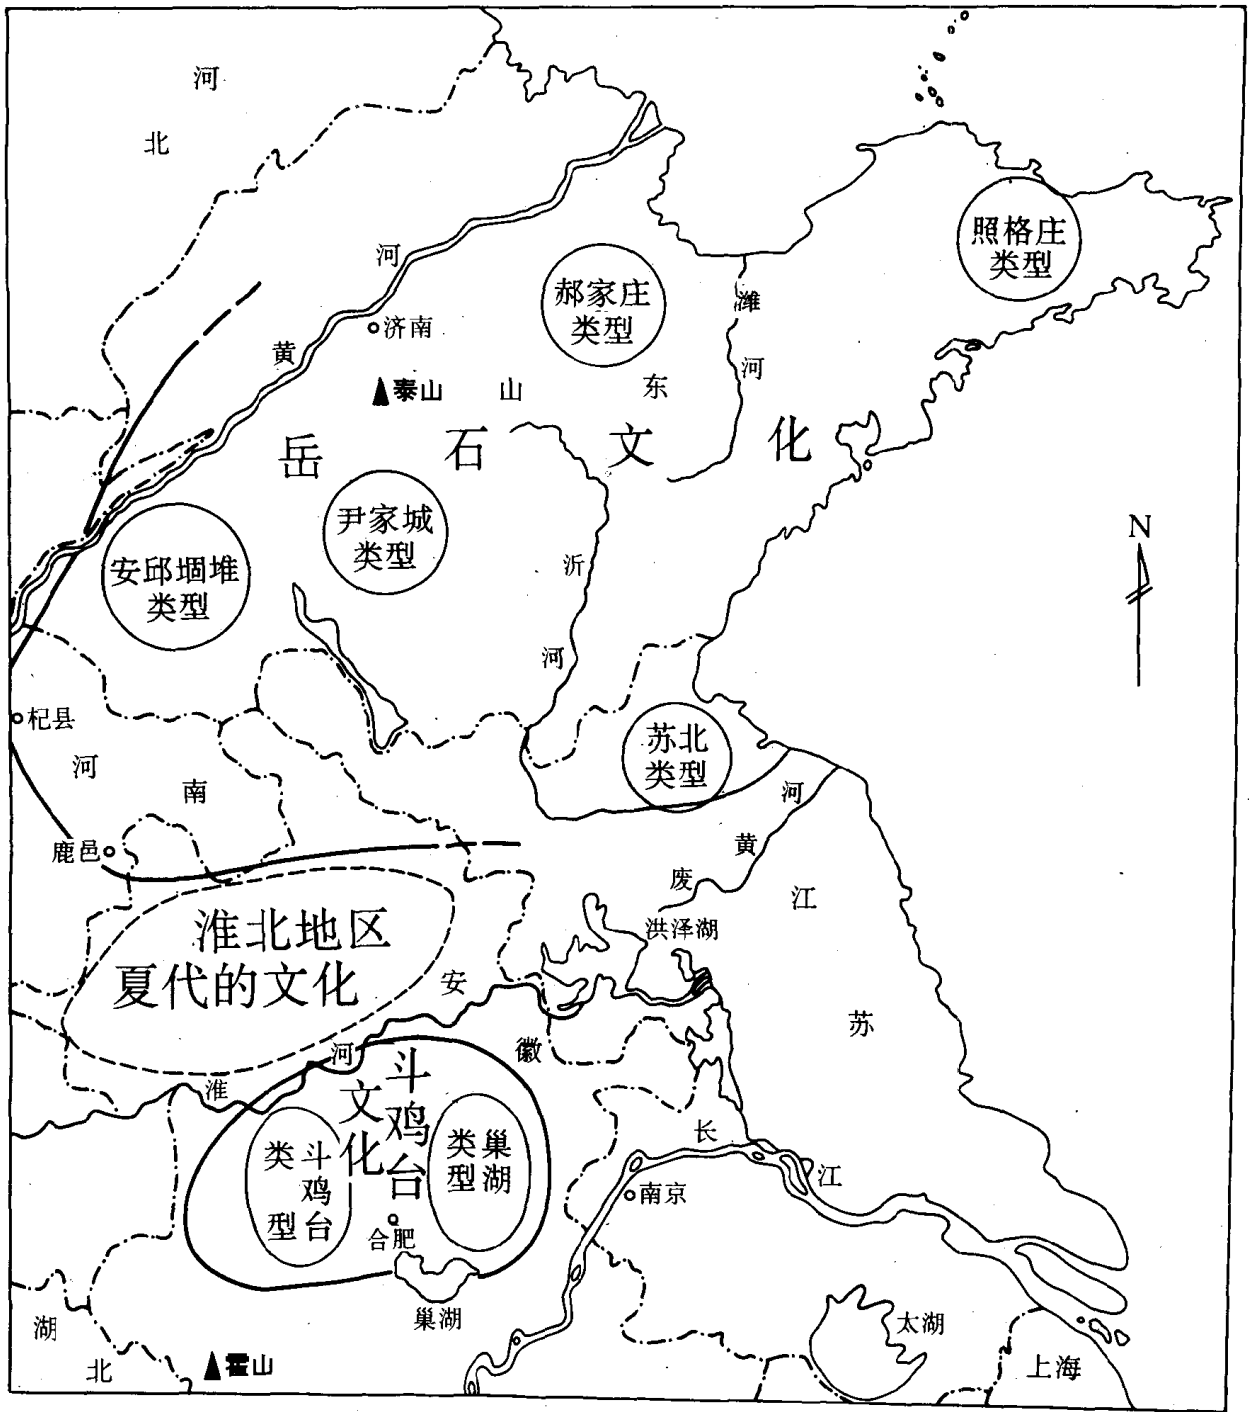 河
北
照格庄
类型
河
郝家庄
类型
潍
河
济南
黄
泰山
山
东
岳石文化
尹家城
类型
安邱堌堆
类型
沂
河
N
杞县
河
南
苏北
类型
河
黄
废
鹿邑
江
苏
淮北地区
夏代的文化
洪泽湖
安
徽
河
淮
斗鸡台
文化
斗鸡台
类型
巢湖
类型
合肥
巢湖
长
江
南京
太湖
上海
湖
北
霍山